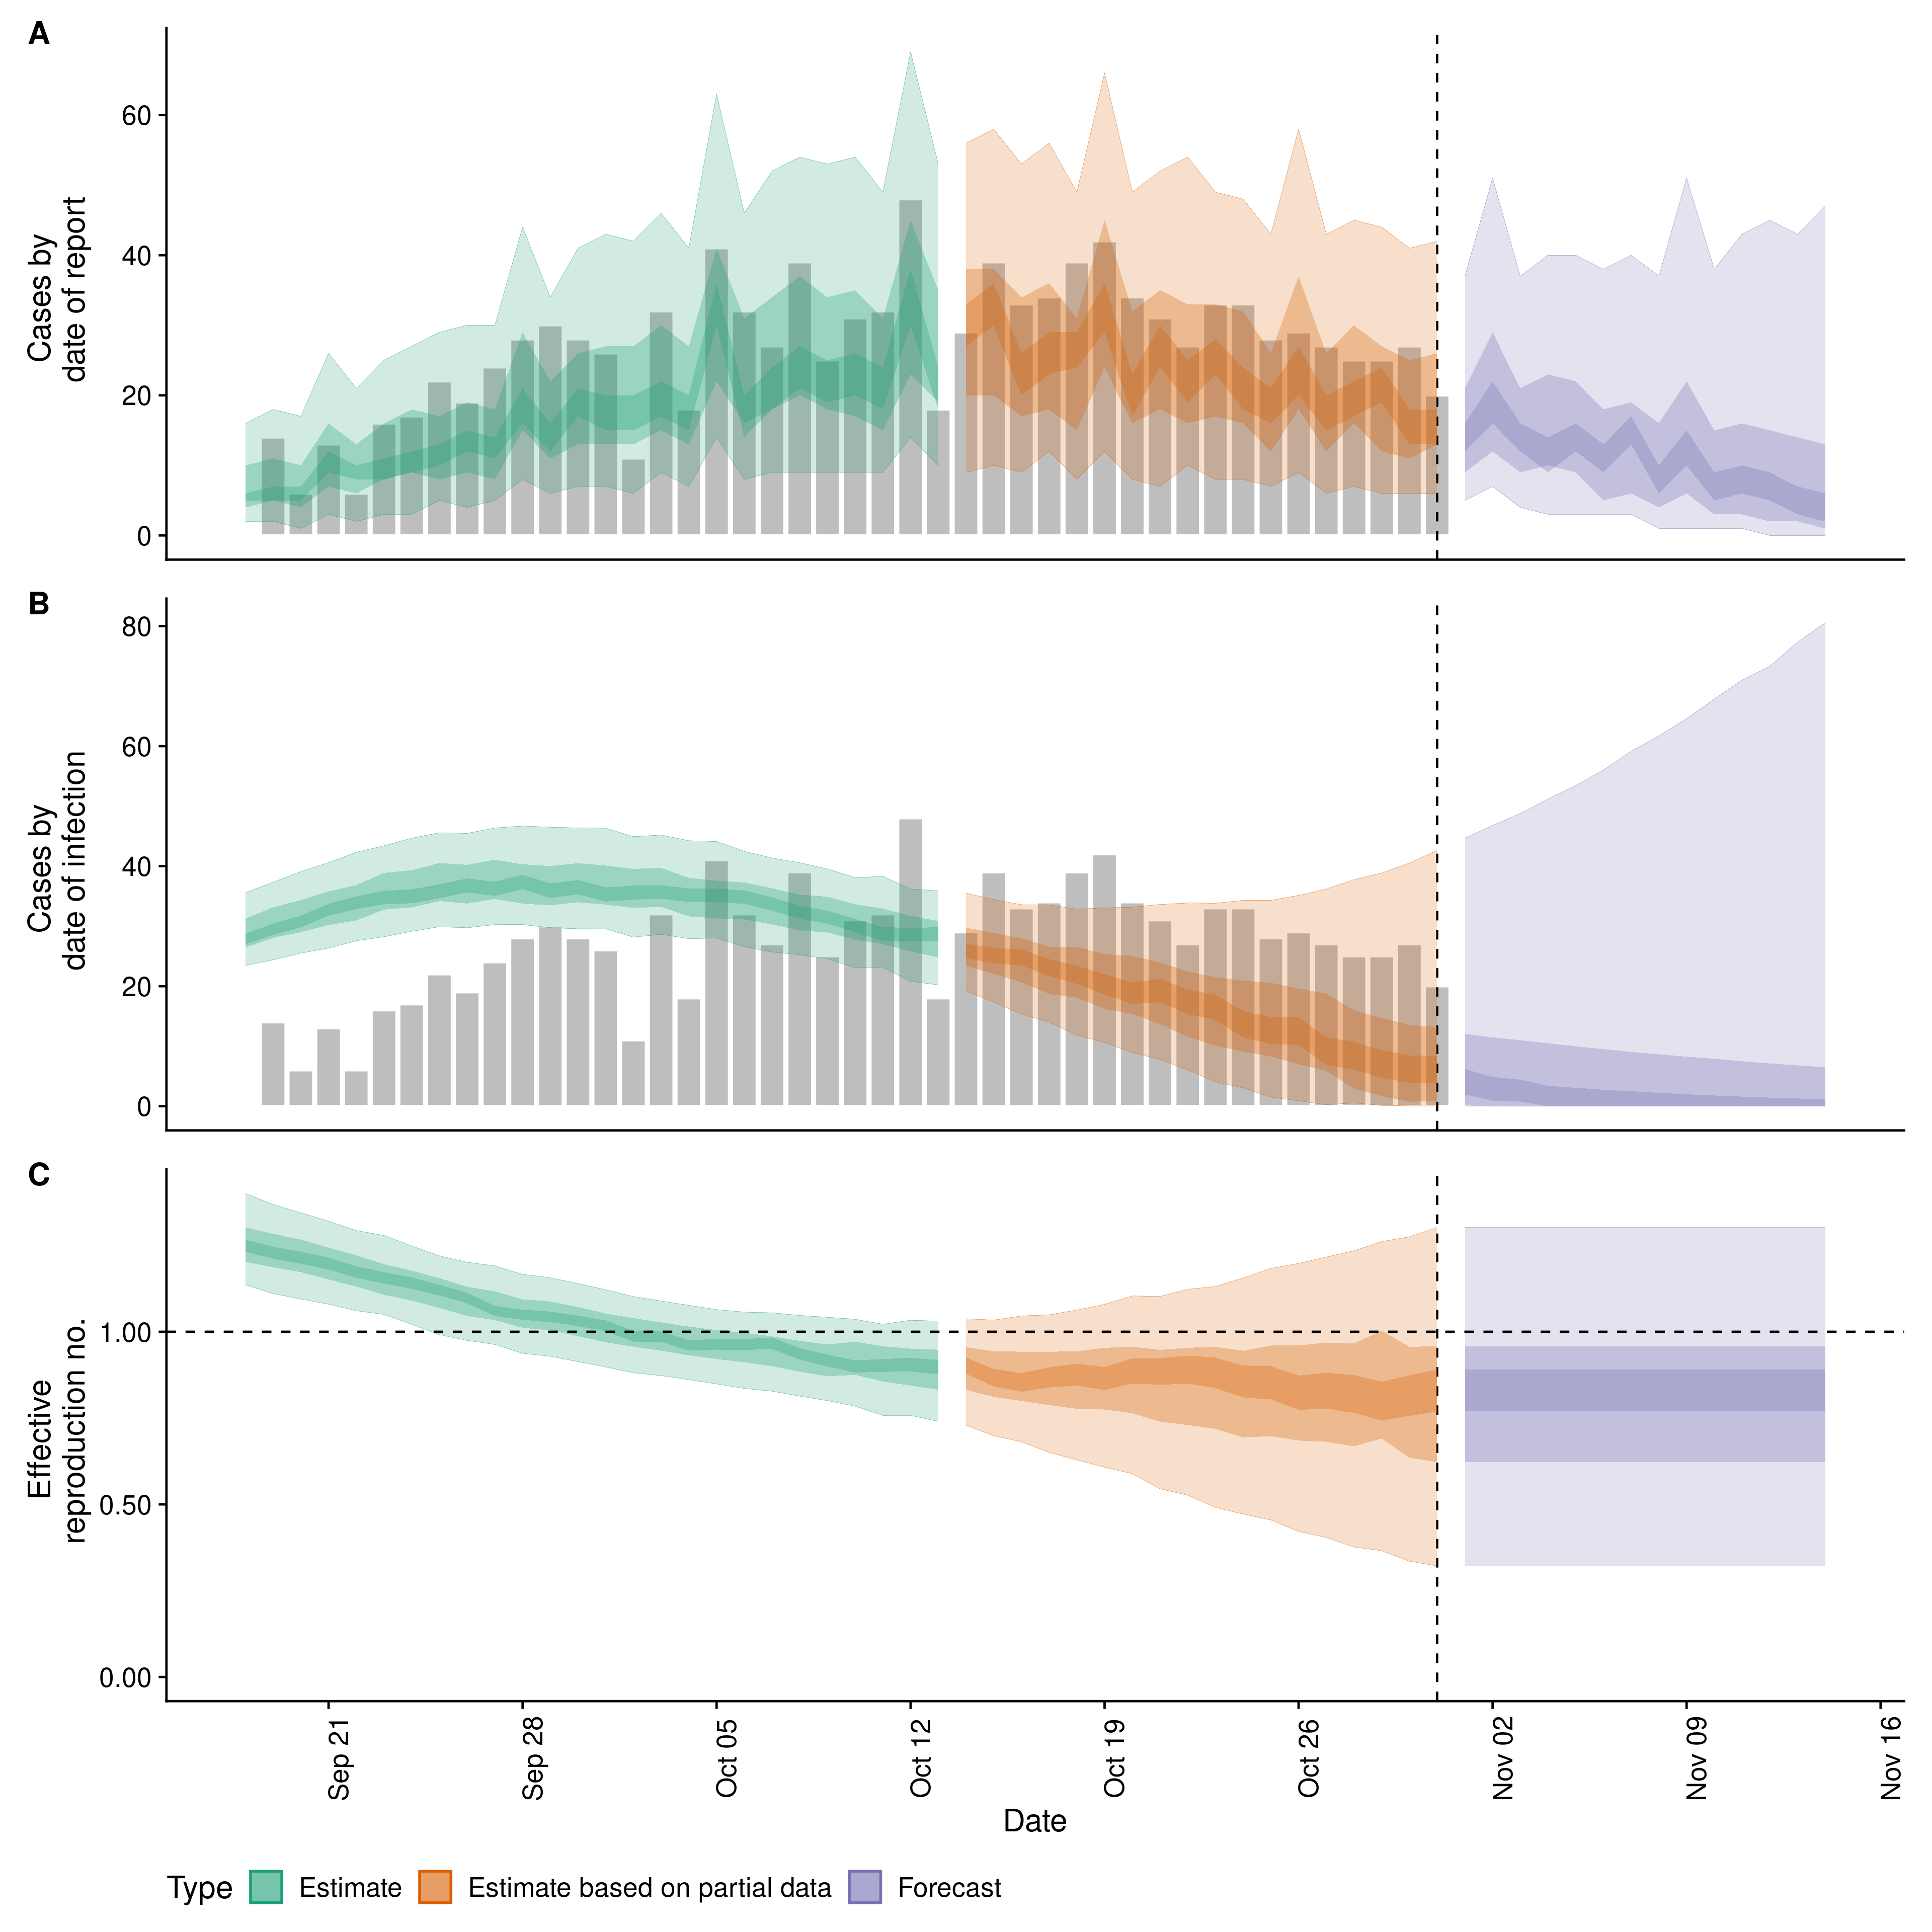 A
60
40
20
0
Cases by
date of report
B
80
60
40
20
0
Cases by
date of infection
C
1.00
0.50
0.00
Effective
reproduction no.
Sep 21
Sep 28
Oct 05
Oct 12
Oct 19
Oct 26
Nov 02
Nov 09
Nov 16
Date
Type Estimate Estimate based on partial data Forecast